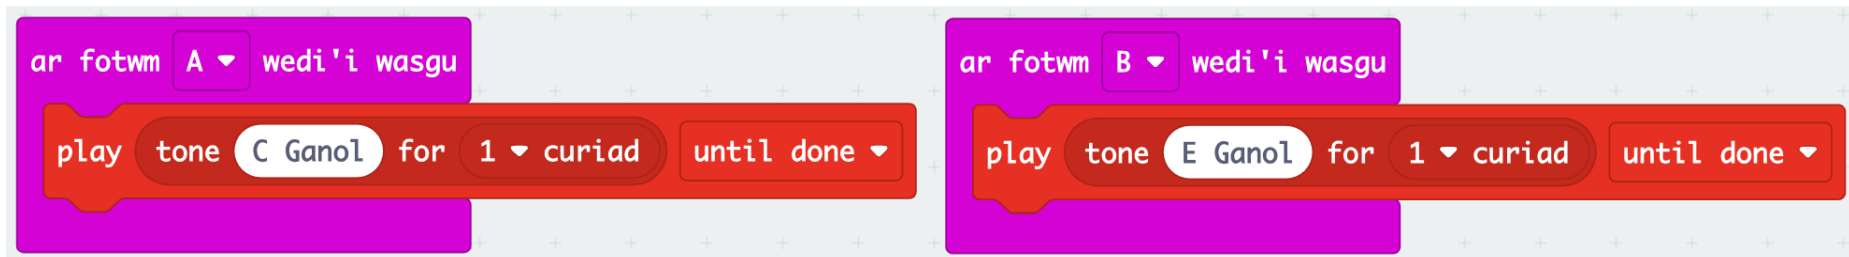 ar fotwm A wedi'i wasgu
play tone C Ganol for 1 curiad until done
ar fotwm B wedi'i wasgu
play tone E Ganol for 1 curiad until done